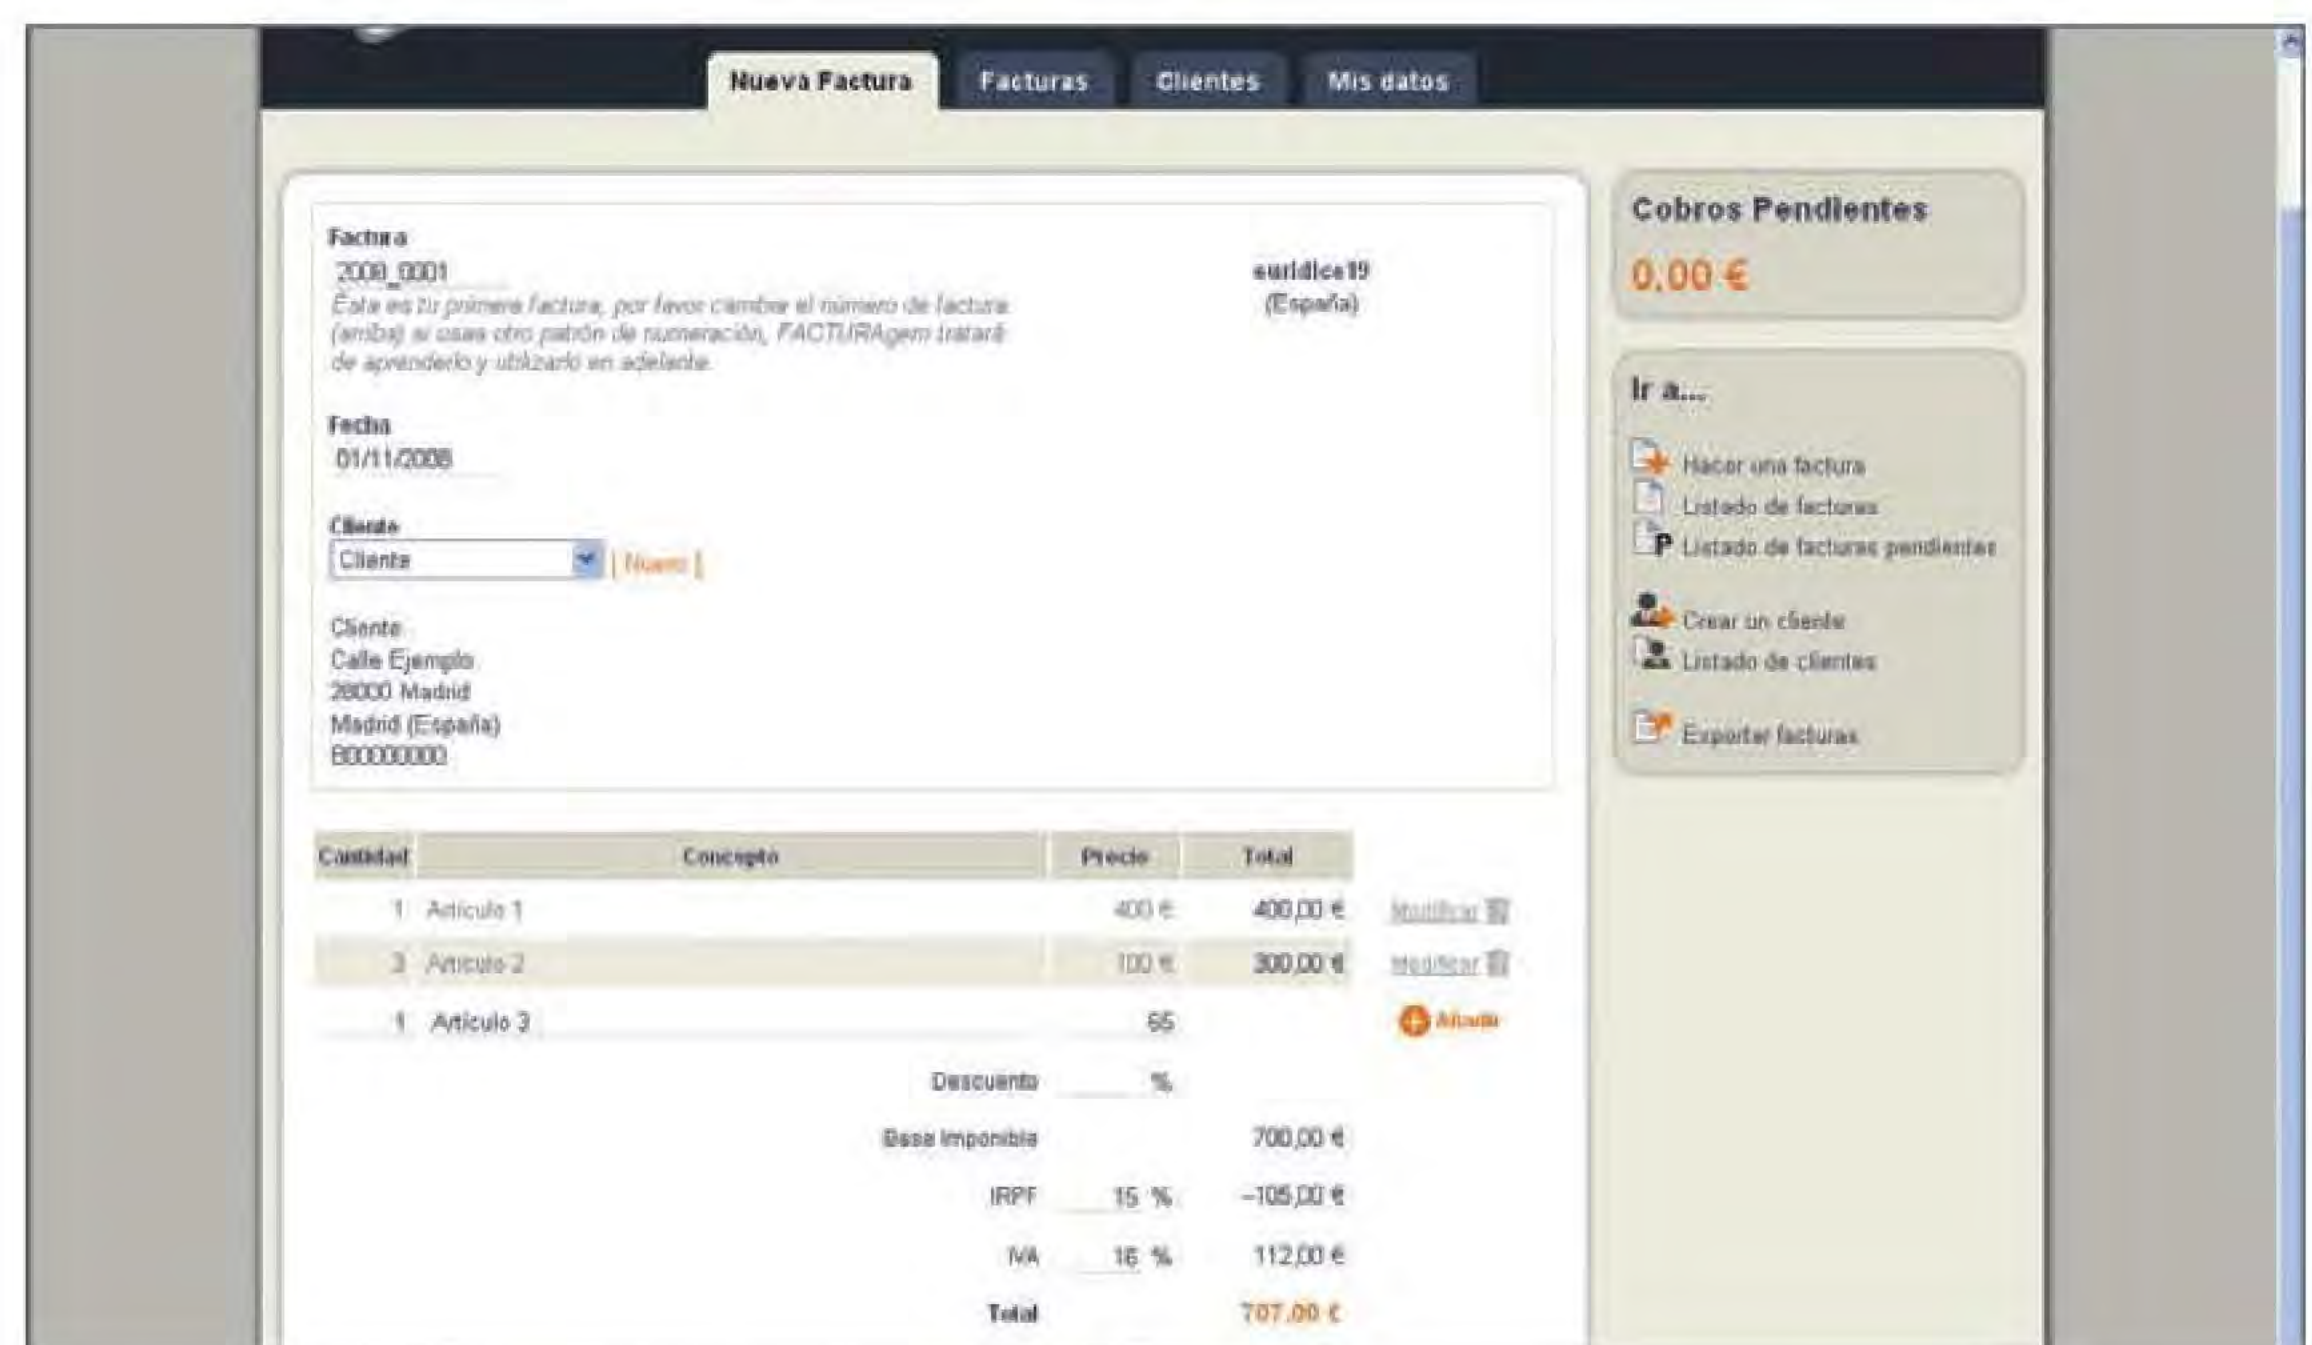 Nueva Factura
Facturas
Clientes
Mis datos
Factura
2008_0001
Ésta es tu primera factura, por favor cambie el número de factura
(arriba) si usas otro patrón de numeración, FACTURAgem tratará
de aprenderlo y utilizarlo en adelante.
euridice19
(España)
Fecha
01/11/2008
Cliente
Cliente
[ Nuevo ]
Cliente
Calle Ejemplo
28000 Madrid
Madrid (España)
B00000000
Cobros Pendientes
0.00 €
Ir a...
Hacer una factura
Listado de facturas
P Listado de facturas pendientes
Crear un cliente
Listado de clientes
Exportar facturas
Cantidad Concepto Precio Total
1 Artículo 1 400 € 400,00 € Modificar
3 Artículo 2 100 € 300,00 € Modificar
1 Artículo 3 65 Añadir
Descuento %
Base Imponible 700,00 €
IRPF 15 % -105,00 €
IVA 16 % 112,00 €
Total 707.00 €